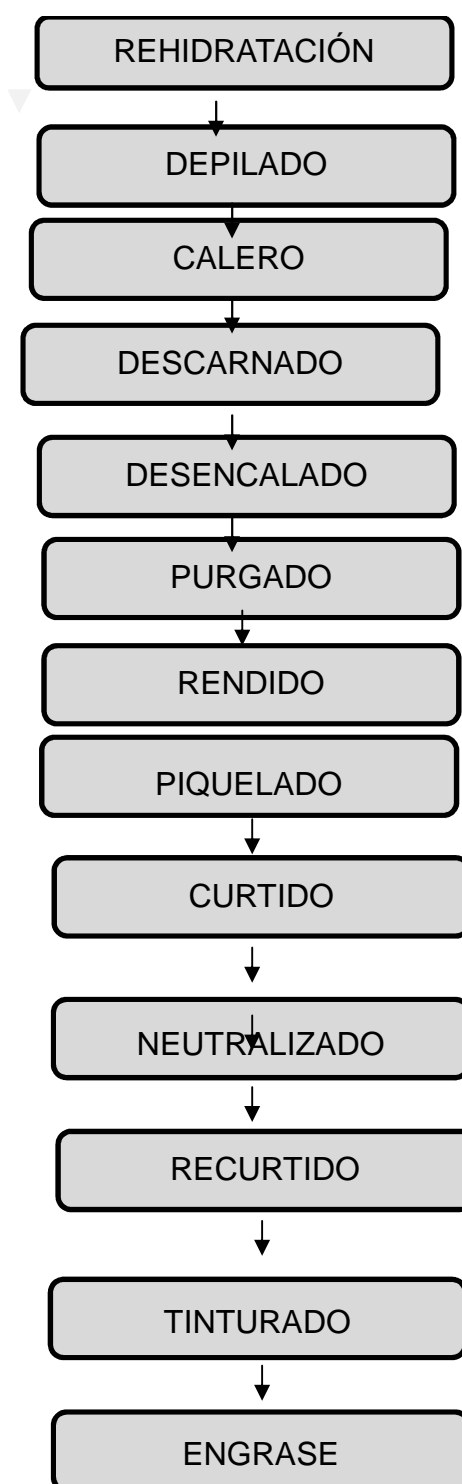 REHIDRATACIÓN
DEPILADO
CALERO
DESCARNADO
DESENCALADO
PURGADO
RENDIDO
PIQUELADO
CURTIDO
NEUTRALIZADO
RECURTIDO
TINTURADO
ENGRASE